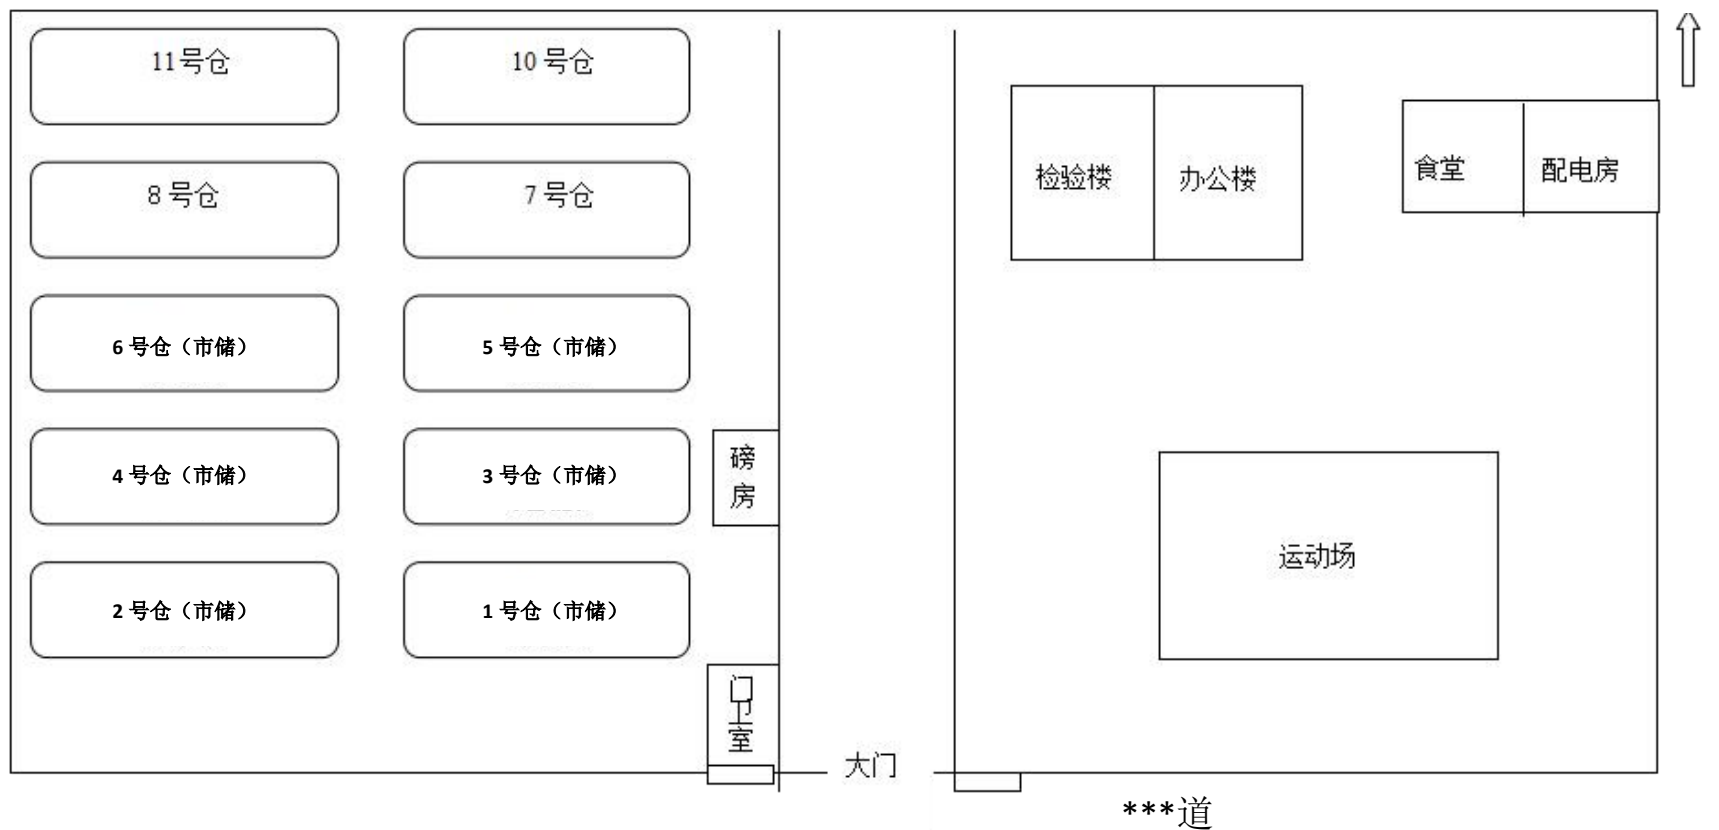 11号仓
10 号仓
8 号仓
7 号仓
检验楼
办公楼
食堂
配电房
6 号仓（市储）
5 号仓（市储）
4 号仓（市储）
3 号仓（市储）
磅
房
运动场
2 号仓（市储）
1 号仓（市储）
门
卫
室
大门
***道